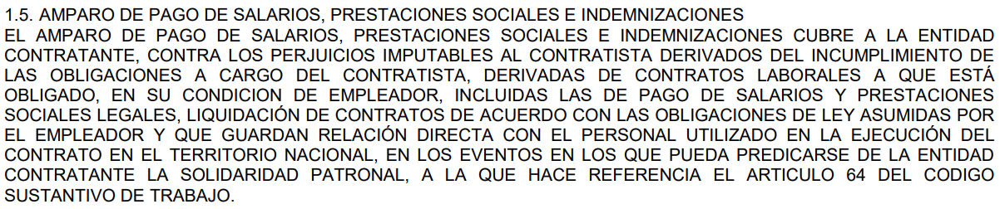 1.5. AMPARO DE PAGO DE SALARIOS, PRESTACIONES SOCIALES E INDEMNIZACIONES
EL AMPARO DE PAGO DE SALARIOS, PRESTACIONES SOCIALES E INDEMNIZACIONES CUBRE A LA ENTIDAD
CONTRATANTE, CONTRA LOS PERJUICIOS IMPUTABLES AL CONTRATISTA DERIVADOS DEL INCUMPLIMIENTO DE
LAS OBLIGACIONES A CARGO DEL CONTRATISTA, DERIVADAS DE CONTRATOS LABORALES A QUE ESTÁ
OBLIGADO, EN SU CONDICION DE EMPLEADOR, INCLUIDAS LAS DE PAGO DE SALARIOS Y PRESTACIONES
SOCIALES LEGALES, LIQUIDACIÓN DE CONTRATOS DE ACUERDO CON LAS OBLIGACIONES DE LEY ASUMIDAS POR
EL EMPLEADOR Y QUE GUARDAN RELACIÓN DIRECTA CON EL PERSONAL UTILIZADO EN LA EJECUCIÓN DEL
CONTRATO EN EL TERRITORIO NACIONAL, EN LOS EVENTOS EN LOS QUE PUEDA PREDICARSE DE LA ENTIDAD
CONTRATANTE LA SOLIDARIDAD PATRONAL, A LA QUE HACE REFERENCIA EL ARTICULO 64 DEL CODIGO
SUSTANTIVO DE TRABAJO.